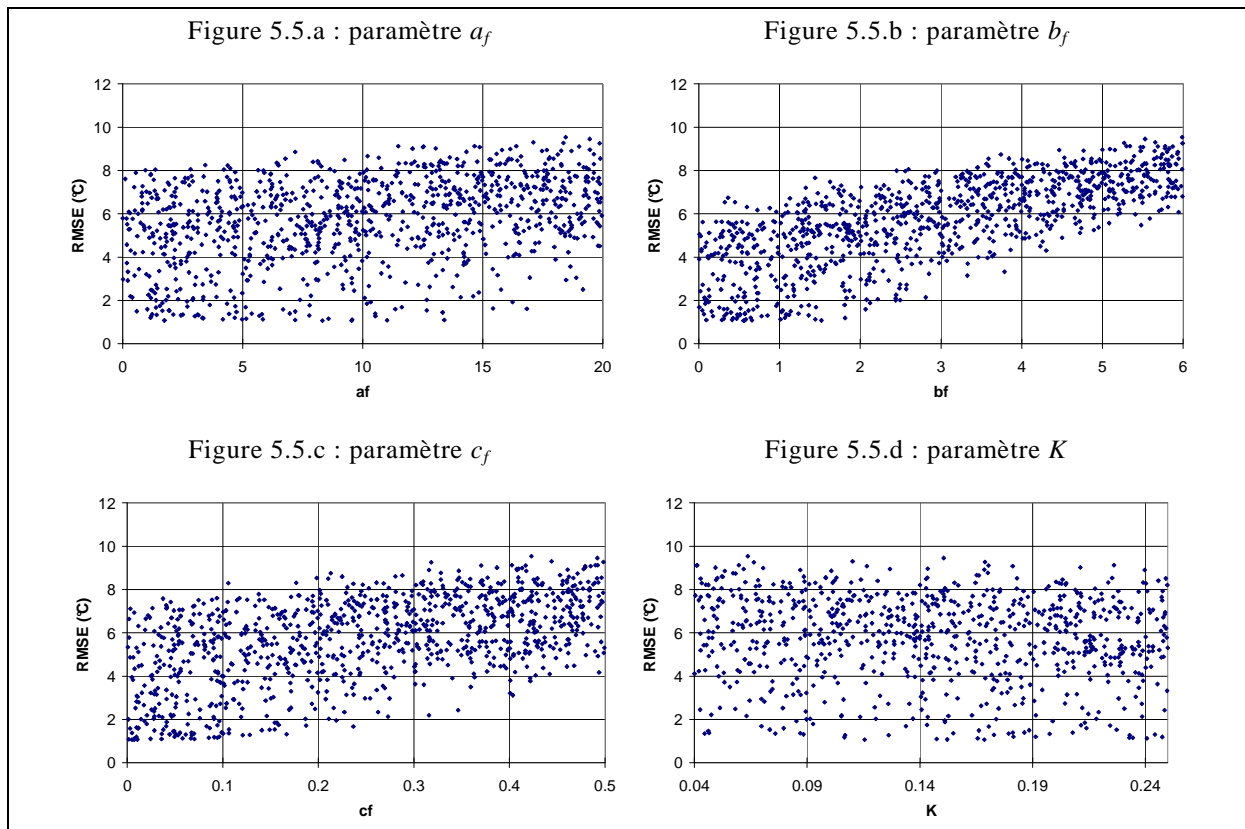 Figure 5.5.a : paramètre af
Figure 5.5.b : paramètre bf
12
10
8
6
4
2
0
RMSE (°C)
0 5 10 15 20
af
12
10
8
6
4
2
0
RMSE (°C)
0 1 2 3 4 5 6
bf
Figure 5.5.c : paramètre cf
Figure 5.5.d : paramètre K
12
10
8
6
4
2
0
RMSE (°C)
0 0.1 0.2 0.3 0.4 0.5
cf
12
10
8
6
4
2
0
RMSE (°C)
0.04 0.09 0.14 0.19 0.24
K